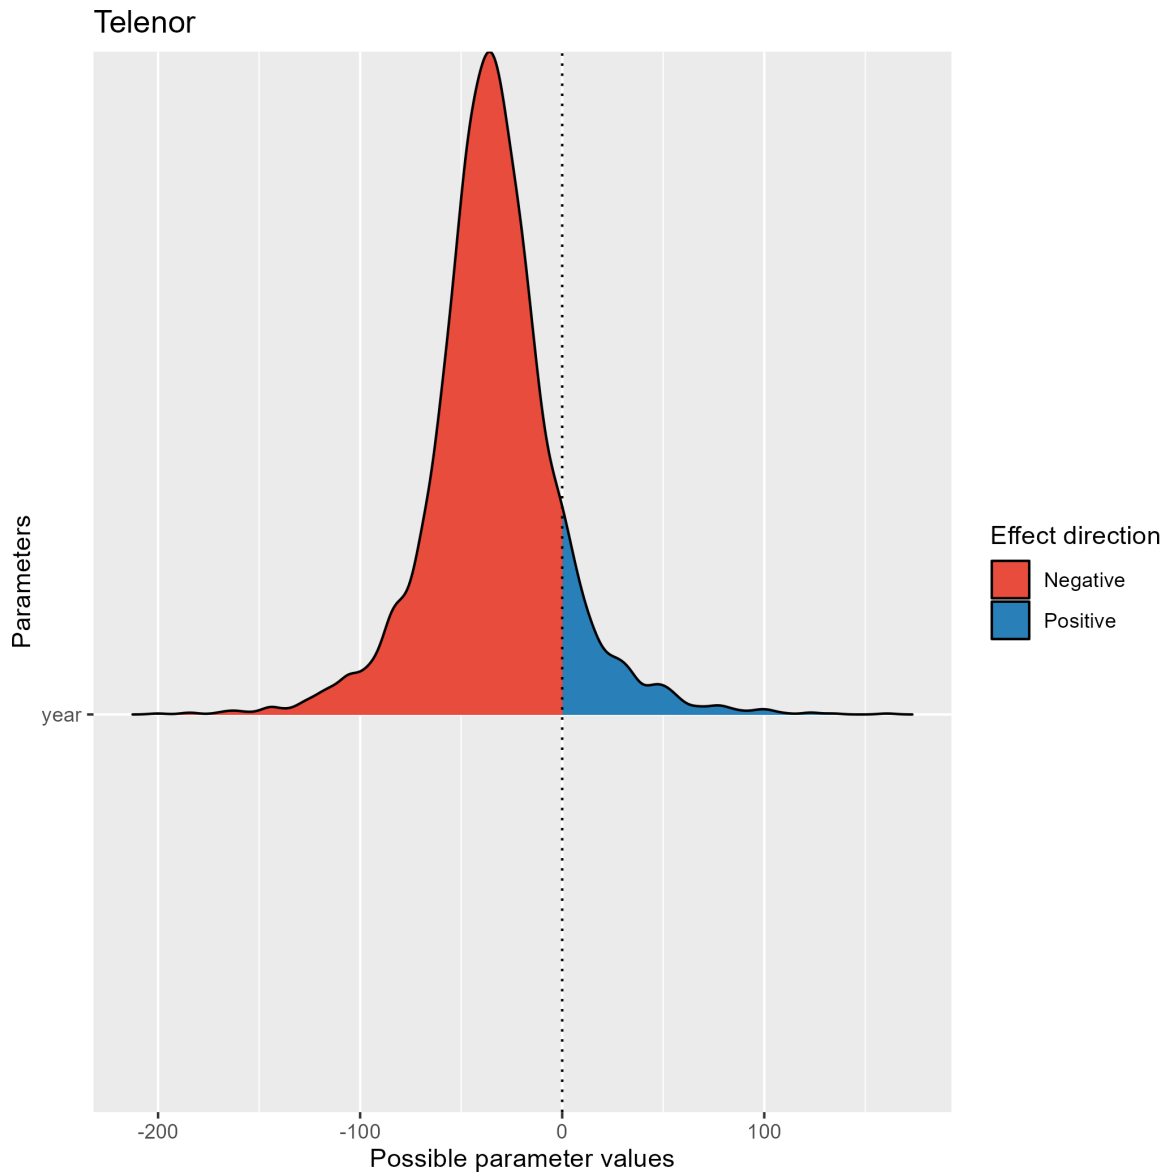 Telenor
Parameters
year
-200
-100
0
100
Possible parameter values
Effect direction
Negative
Positive